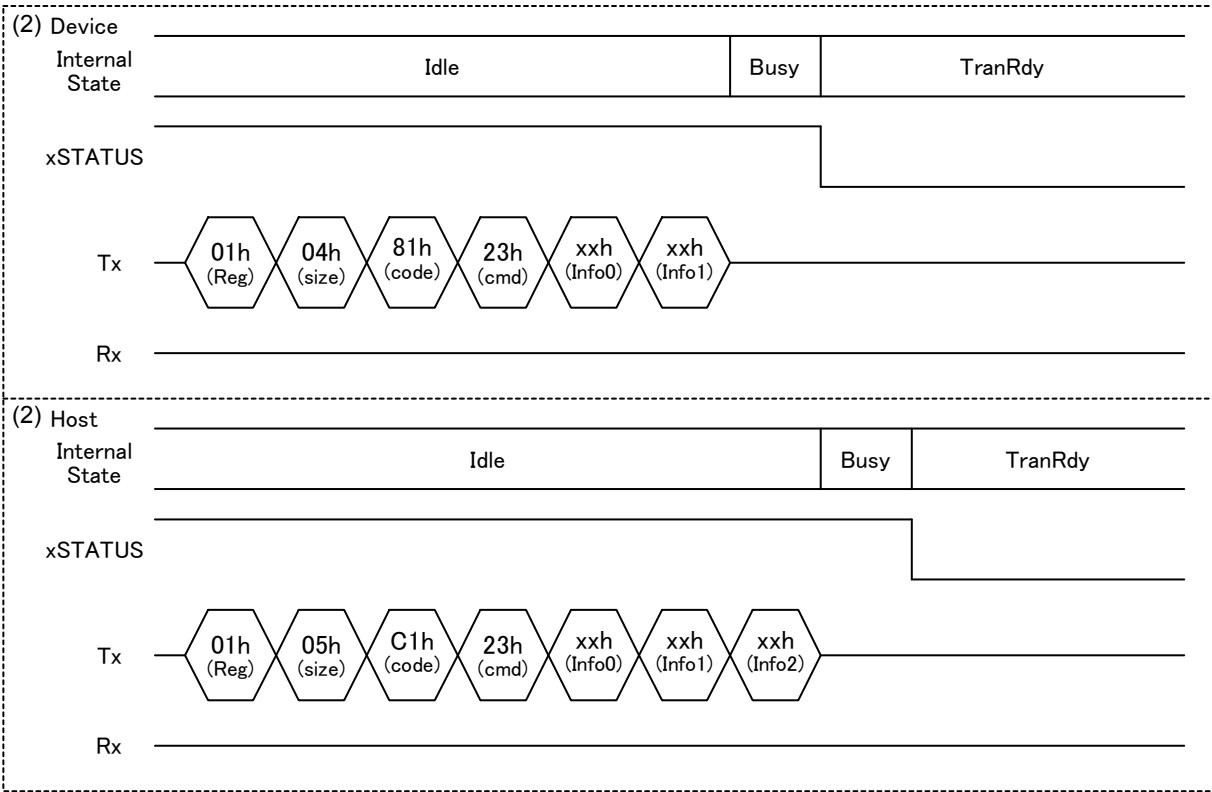 (2) Device
Internal
State
Idle
Busy
TranRdy
xSTATUS
Tx
01h
(Reg)
04h
(size)
81h
(code)
23h
(cmd)
xxh
(Info0)
xxh
(Info1)
Rx
(2) Host
Internal
State
Idle
Busy
TranRdy
xSTATUS
Tx
01h
(Reg)
05h
(size)
C1h
(code)
23h
(cmd)
xxh
(Info0)
xxh
(Info1)
xxh
(Info2)
Rx